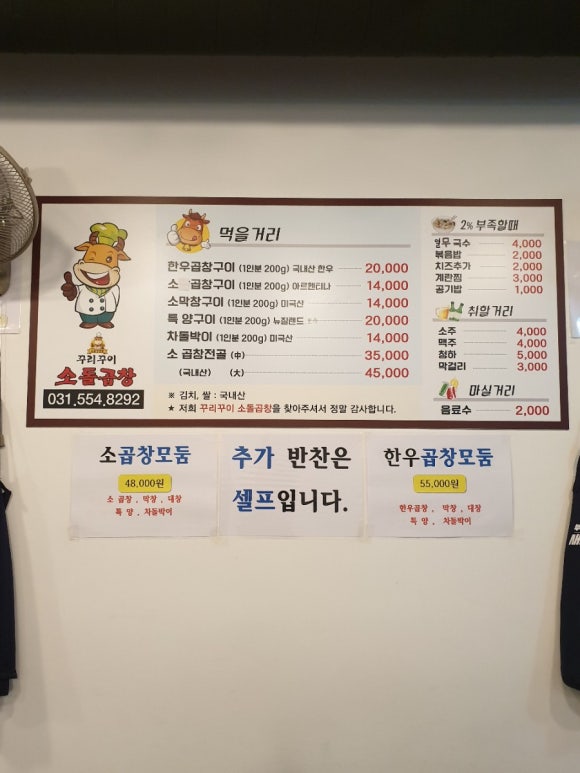 먹을거리
한우곱창구이 (1인분 200g) 국내산 한우 20,000
소 곱창구이 (1인분 200g) 아르헨티나 14,000
소막창구이 (1인분 200g) 미국산 14,000
특 양구이 (1인분 200g) 뉴질랜드 20,000
차돌박이 (1인분 200g) 미국산 14,000
소 곱창전골 (中) 35,000
(국내산) (大) 45,000
※ 김치, 쌀 : 국내산
★ 저희 꾸리꾸이 소돌곱창을 찾아주셔서 정말 감사합니다.
꾸리꾸이
소돌곱창
031.554.8292
2% 부족할때
열무 국수 4,000
볶음밥 2,000
치즈추가 2,000
계란찜 3,000
공기밥 1,000
취할거리
소주 4,000
맥주 4,000
청하 5,000
막걸리 3,000
마실거리
음료수 2,000
소곱창모둠
48,000원
소 곱창 , 막창 , 대창
특 양 , 차돌박이
추가 반찬은
셀프입니다.
한우곱창모둠
55,000원
한우곱창 , 막창 , 대창
특 양 , 차돌박이